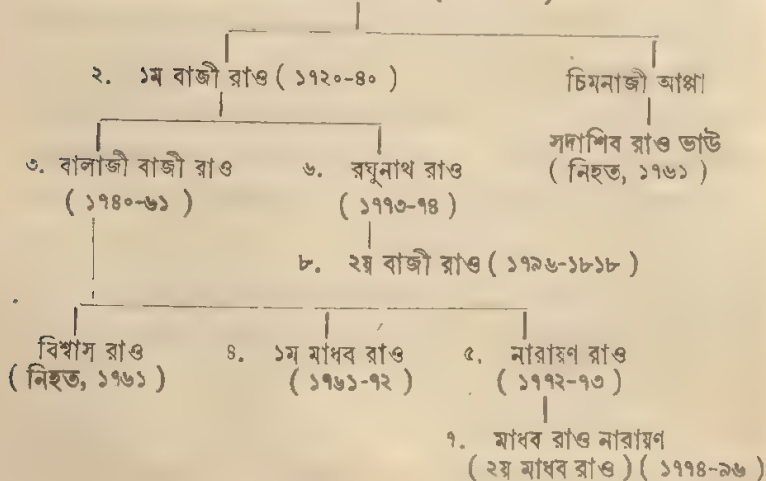 ২. ১ম বাজী রাও ( ১৭২০-৪০ )
চিমনাজী আপ্পা
সদাশিব রাও ভাউ
( নিহত, ১৭৬১ )
৩. বালাজী বাজী রাও
( ১৭৪০-৬১ )
৬. রঘুনাথ রাও
( ১৭৭৩-৭৪ )
৮. ২য় বাজী রাও ( ১৭৯৬-১৮১৮ )
বিশ্বাস রাও
( নিহত, ১৭৬১ )
৪. ১ম মাধব রাও
( ১৭৬১-৭২ )
৫. নারায়ণ রাও
( ১৭৭২-৭৩ )
৭. মাধব রাও নারায়ণ
( ২য় মাধব রাও ) ( ১৭৭৪-৯৬ )